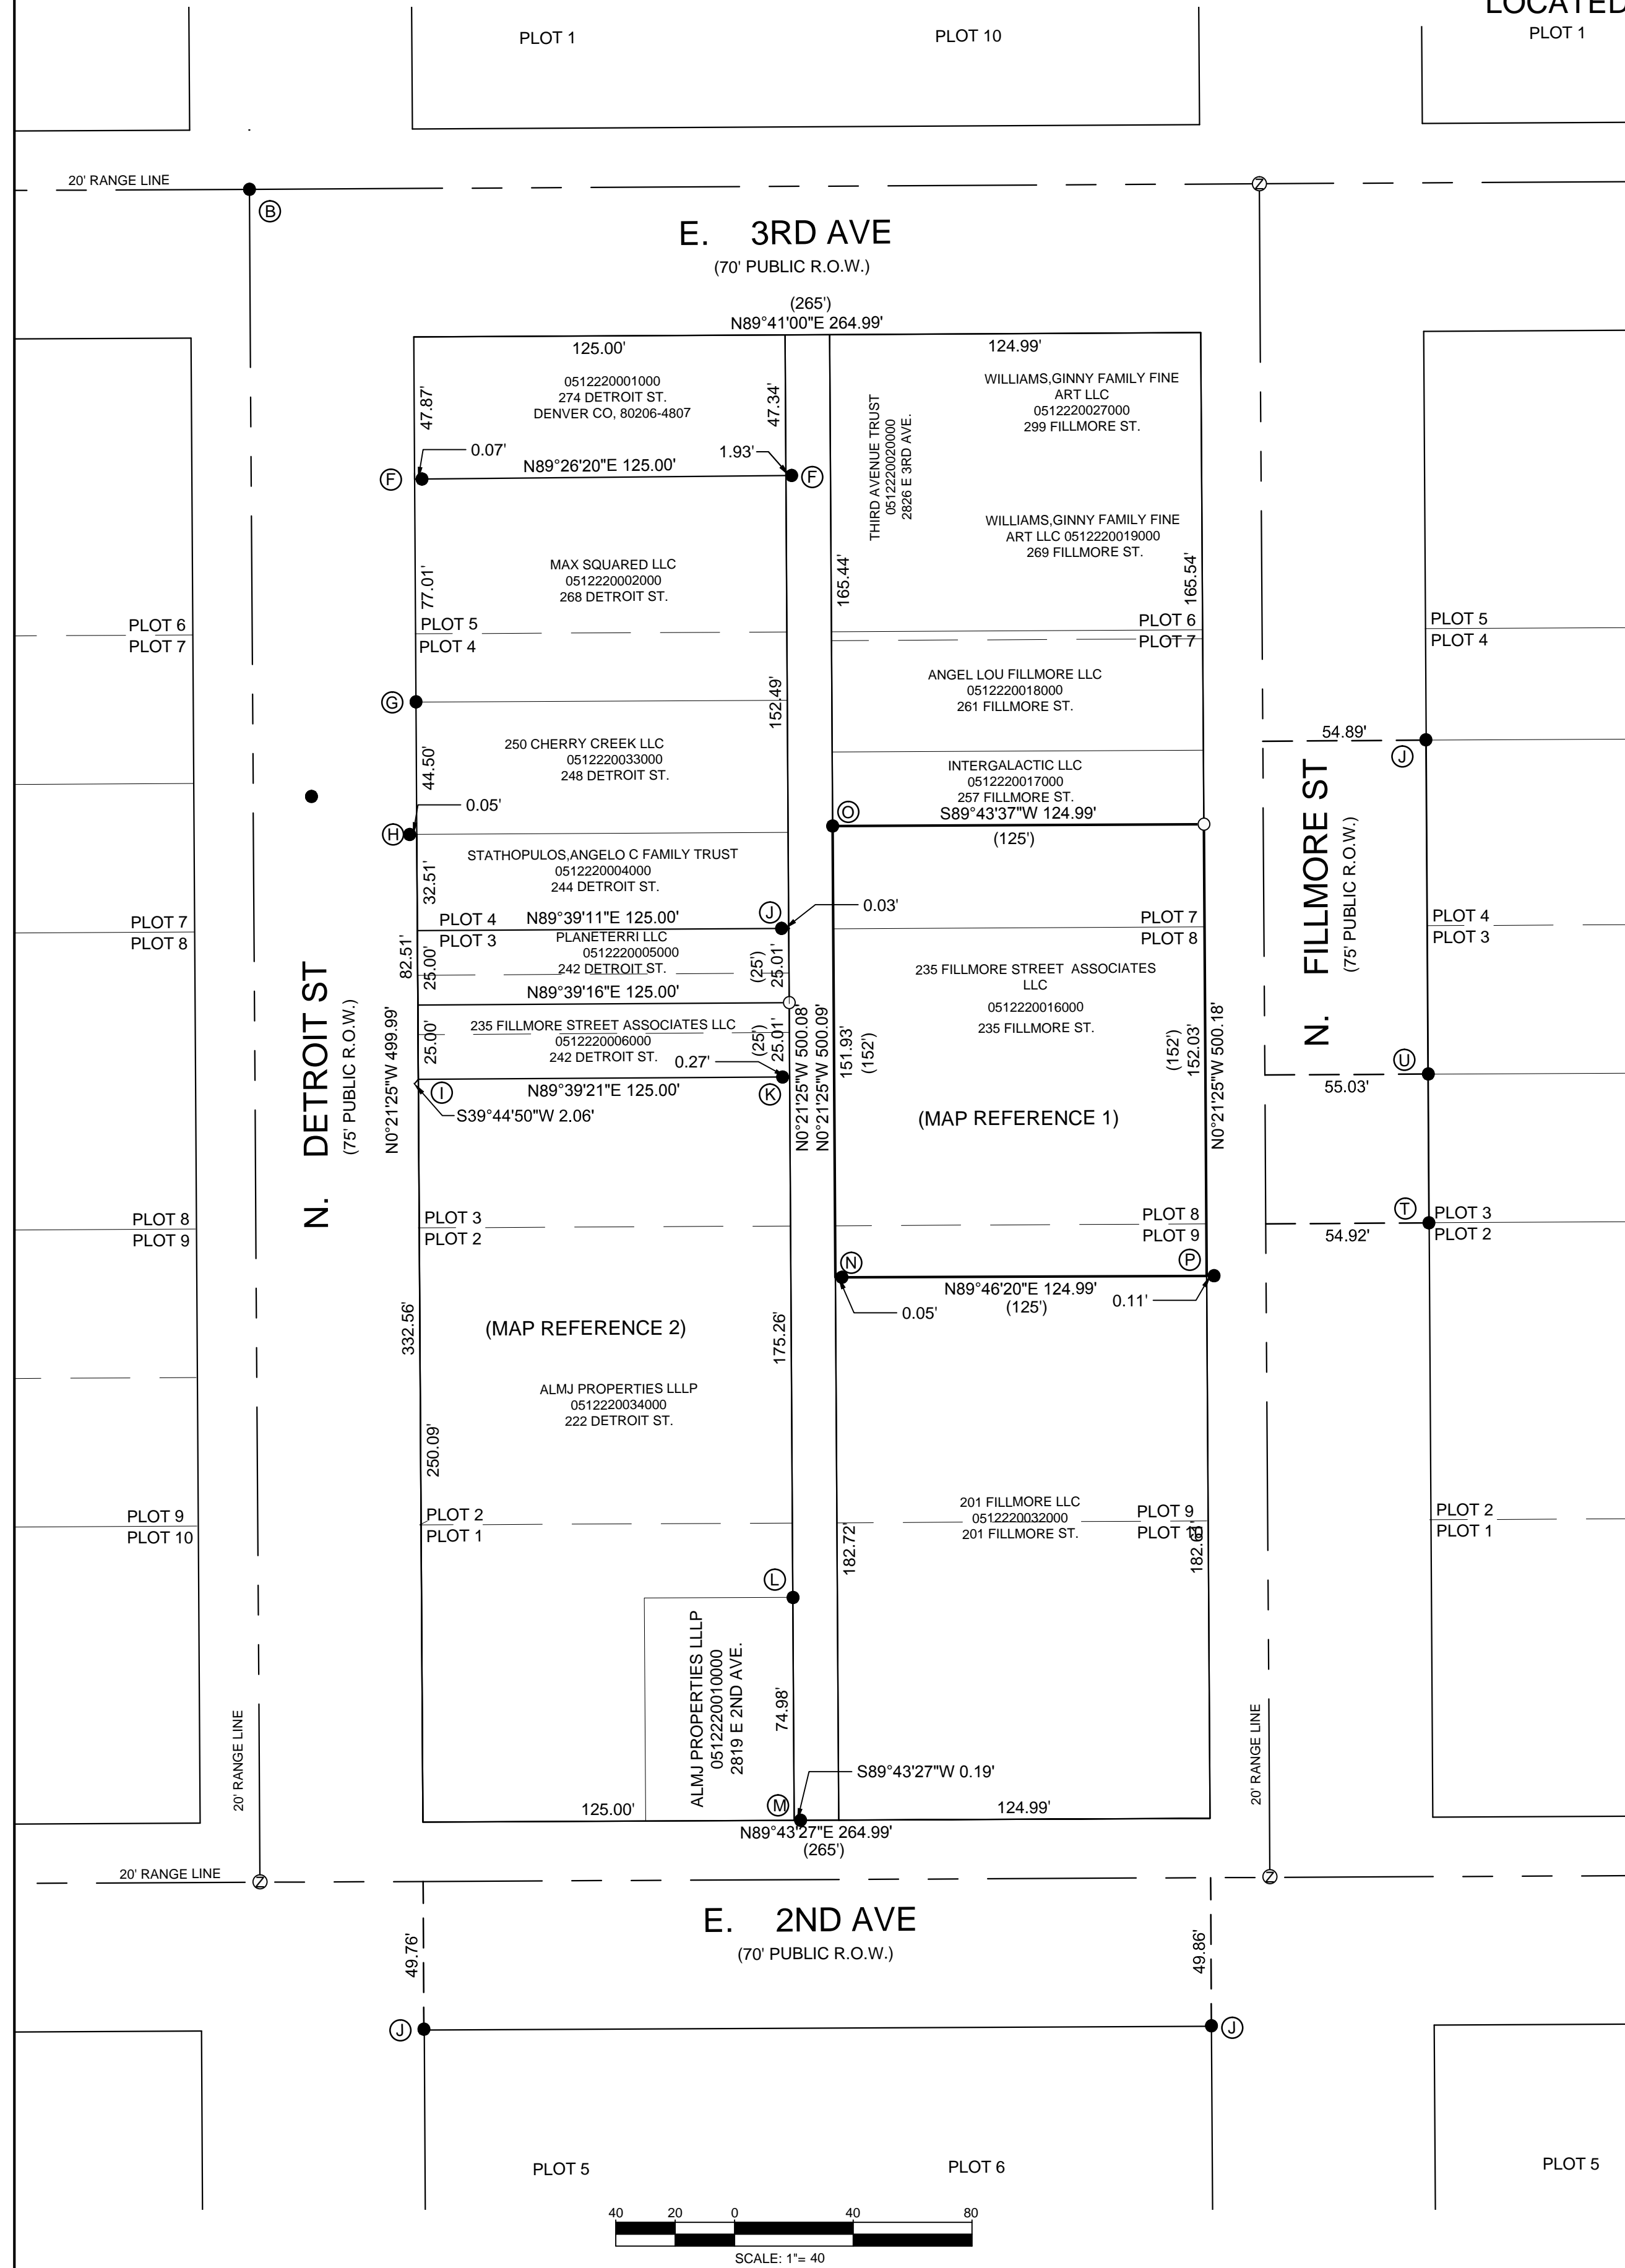 LOCATED
PLOT 1
PLOT 10
PLOT 1
20' RANGE LINE
B
Z
E. 3RD AVE
(70' PUBLIC R.O.W.)
(265')
N89°41'00"E 264.99'
125.00'
124.99'
0512220001000
274 DETROIT ST.
DENVER CO, 80206-4807
47.87'
47.34'
WILLIAMS,GINNY FAMILY FINE
ART LLC
0512220027000
299 FILLMORE ST.
THIRD AVENUE TRUST
0512220020000
2826 E 3RD AVE.
0.07'
1.93'
N89°26'20"E 125.00'
F
F
WILLIAMS,GINNY FAMILY FINE
ART LLC 0512220019000
269 FILLMORE ST.
MAX SQUARED LLC
0512220002000
268 DETROIT ST.
77.01'
165.44'
165.54'
PLOT 6
PLOT 7
PLOT 5
PLOT 4
PLOT 6
PLOT 7
PLOT 5
PLOT 4
ANGEL LOU FILLMORE LLC
0512220018000
261 FILLMORE ST.
G
152.49'
250 CHERRY CREEK LLC
0512220033000
248 DETROIT ST.
44.50'
54.89'
J
INTERGALACTIC LLC
0512220017000
257 FILLMORE ST.
S89°43'37"W 124.99'
(125')
O
0.05'
H
STATHOPULOS,ANGELO C FAMILY TRUST
0512220004000
244 DETROIT ST.
32.51'
0.03'
J
PLOT 7
PLOT 8
PLOT 4
N89°39'11"E 125.00'
PLOT 3
PLOT 7
PLOT 8
PLOT 4
PLOT 3
PLANETERRI LLC
0512220005000
242 DETROIT ST.
82.51'
25.00'
(25')
25.01'
N89°39'16"E 125.00'
235 FILLMORE STREET ASSOCIATES
LLC
0512220016000
235 FILLMORE ST.
235 FILLMORE STREET ASSOCIATES LLC
0512220006000
242 DETROIT ST.
25.00'
(25')
25.01'
0.27'
K
N89°39'21"E 125.00'
I
S39°44'50"W 2.06'
N. DETROIT ST
(75' PUBLIC R.O.W.)
N0°21'25"W 499.99'
N0°21'25"W 500.08'
N0°21'25"W 500.09'
151.93'
(152')
(152')
152.03'
N0°21'25"W 500.18'
N. FILLMORE ST
(75' PUBLIC R.O.W.)
U
55.03'
(MAP REFERENCE 1)
PLOT 8
PLOT 9
PLOT 3
PLOT 2
PLOT 8
PLOT 9
T
PLOT 3
PLOT 2
54.92'
N
P
N89°46'20"E 124.99'
(125')
0.05'
0.11'
332.56'
(MAP REFERENCE 2)
175.26'
ALMJ PROPERTIES LLLP
0512220034000
222 DETROIT ST.
250.09'
PLOT 9
PLOT 10
PLOT 2
PLOT 1
201 FILLMORE LLC
0512220032000
201 FILLMORE ST.
PLOT 9
PLOT 10
PLOT 2
PLOT 1
182.72'
L
ALMJ PROPERTIES LLLP
0512220010000
2819 E 2ND AVE.
74.98'
20' RANGE LINE
20' RANGE LINE
S89°43'27"W 0.19'
M
125.00'
124.99'
N89°43'27"E 264.99'
(265')
20' RANGE LINE
Z
Z
E. 2ND AVE
(70' PUBLIC R.O.W.)
49.76'
49.86'
J
J
PLOT 5
PLOT 6
PLOT 5
40 20 0 40 80
SCALE: 1"= 40